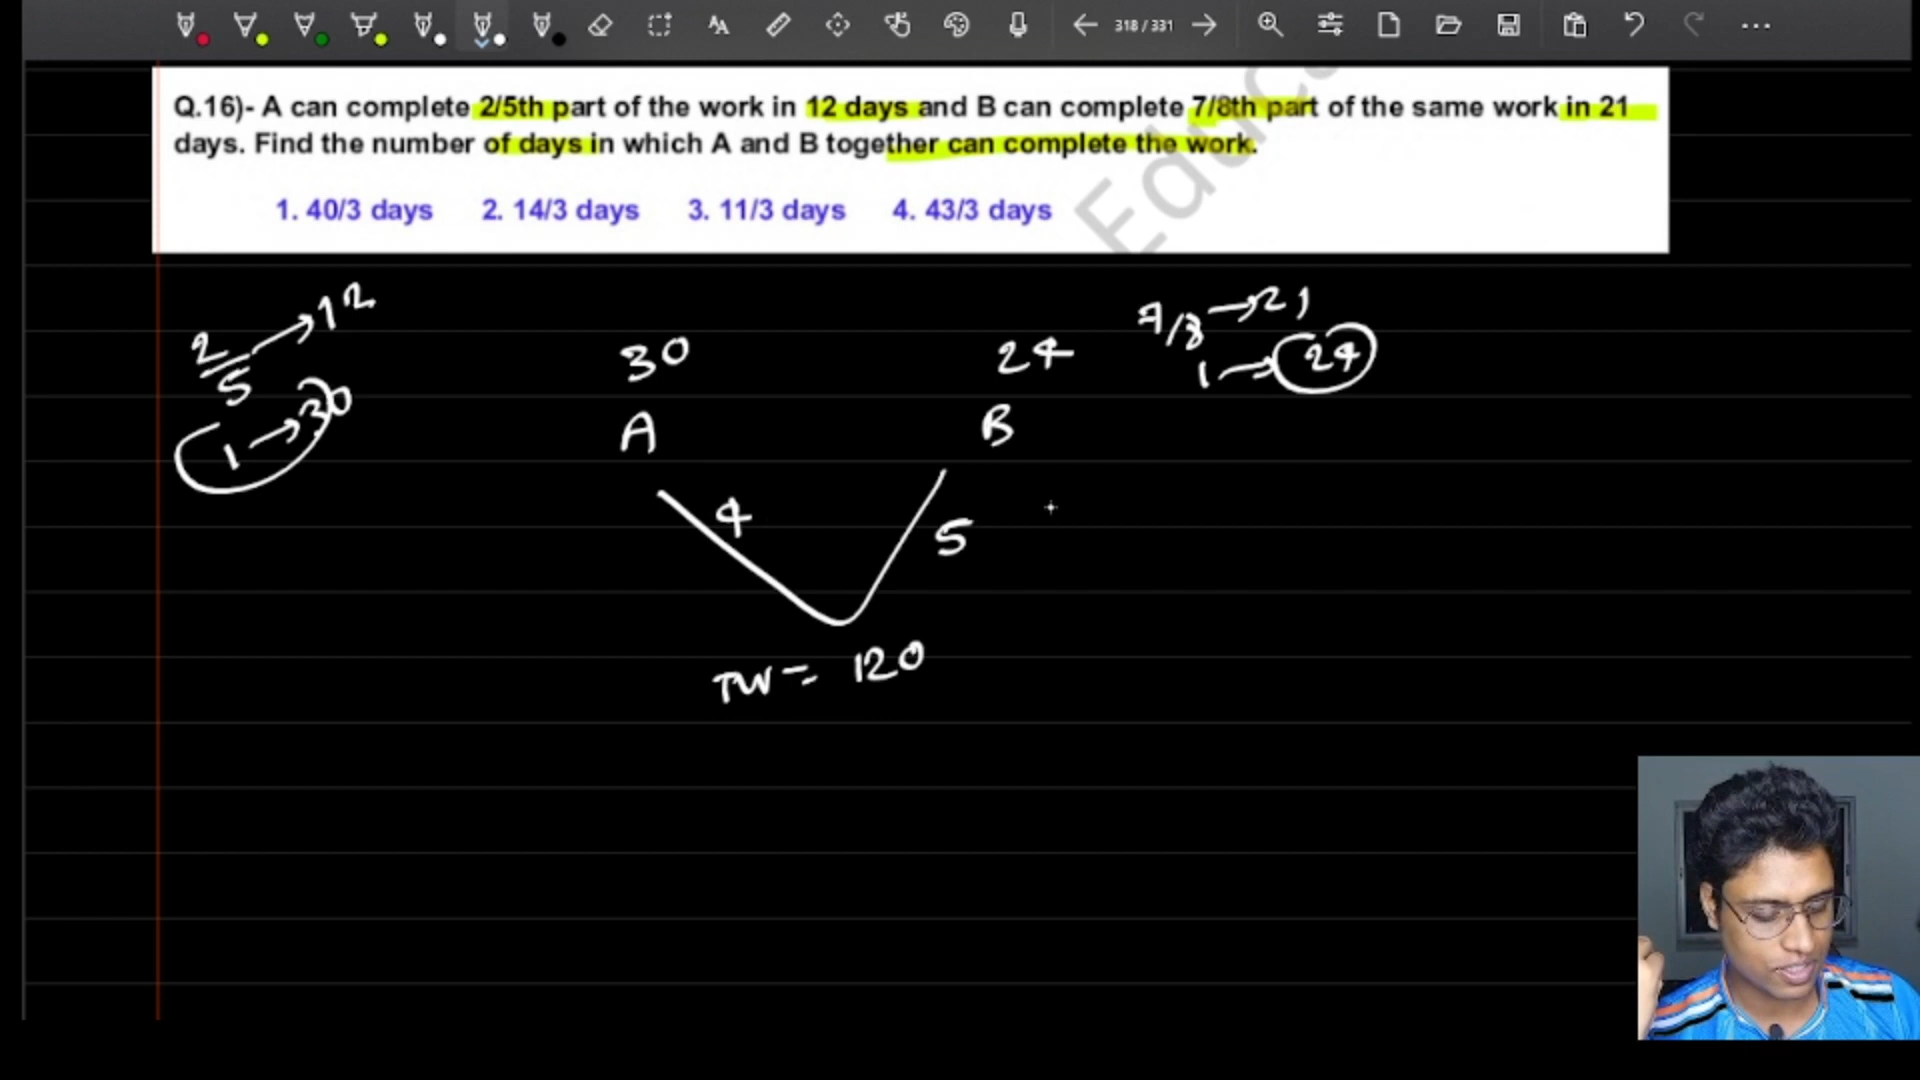 318 / 331
Q.16)- A can complete 2/5th part of the work in 12 days and B can complete 7/8th part of the same work in 21
days. Find the number of days in which A and B together can complete the work.
1. 40/3 days 2. 14/3 days 3. 11/3 days 4. 43/3 days
2/5 → 12
1 → 30
30 24
A B
4 5
TW = 120
7/8 → 21
1 → 24